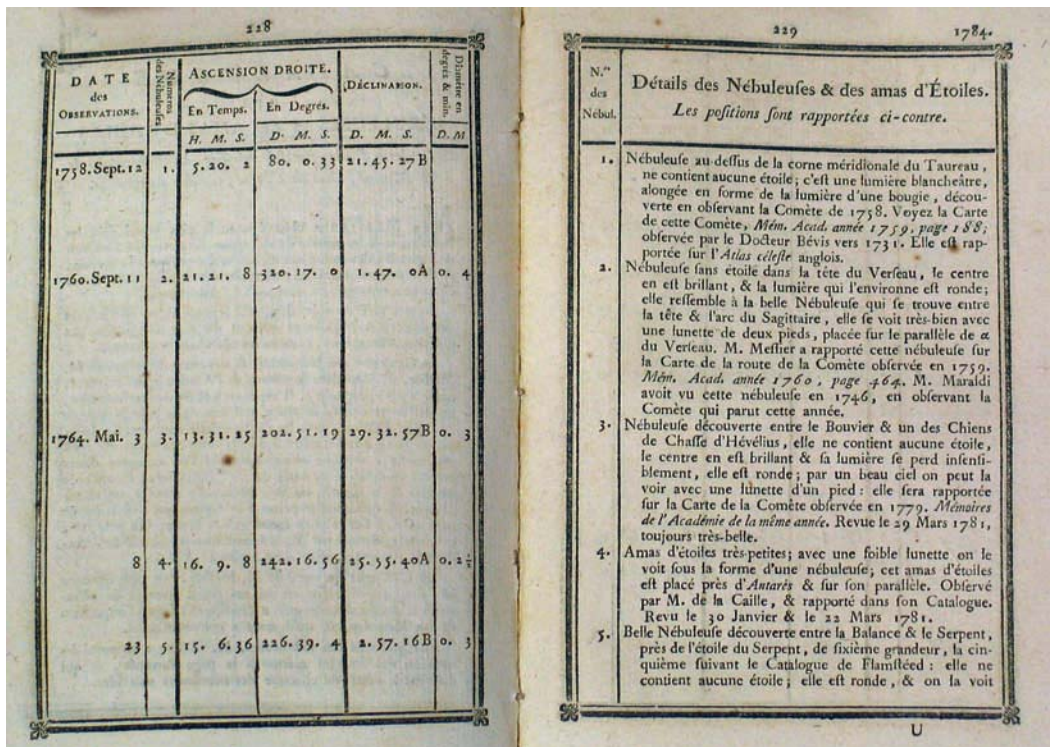 228
DATE
des
OBSERVATIONS.
Numéros
des Nébuleuses
ASCENSION DROITE.
En Temps.
En Degrés.
DÉCLINAISON.
Diamètre en
degrés & min.
H. M. S.
D. M. S.
D. M. S.
D. M
1758. Sept. 12 1. 5. 20. 2 80. 0. 33 21. 45. 27 B
1760. Sept. 11 2. 21. 21. 8 320. 17. 0 1. 47. 0A 0. 4
1764. Mai. 3 3. 13. 31. 25 202. 51. 19 29. 32. 57B 0. 3
8 4. 16. 9. 8 242. 16. 56 25. 55. 40A 0. 2½
23 5. 15. 6. 36 226. 39. 4 2. 57. 16B 0. 3
229
1784.
N.os
des
Nébul.
Détails des Nébuleuſes & des amas d'Étoiles.
Les poſitions ſont rapportées ci-contre.
1. Nébuleuſe au deſſus de la corne méridionale du Taureau,
ne contient aucune étoile; c'eſt une lumière blancheâtre,
alongée en forme de la lumière d'une bougie, décou-
verte en obſervant la Comète de 1758. Voyez la Carte
de cette Comète, Mém. Acad. année 1759, page 188;
obſervée par le Docteur Bévis vers 1731. Elle eſt rap-
portée ſur l'Atlas céleſte anglois.
2. Nébuleuſe ſans étoile dans la tête du Verſeau, le centre
en eſt brillant, & la lumière qui l'environne eſt ronde;
elle reſſemble à la belle Nébuleuſe qui ſe trouve entre
la tête & l'arc du Sagittaire, elle ſe voit très-bien avec
une lunette de deux pieds, placée ſur le parallèle de α
du Verſeau. M. Meſſier a rapporté cette nébuleuſe ſur
la Carte de la route de la Comète obſervée en 1759.
Mém. Acad. année 1760, page 464. M. Maraldi
avoit vu cette nébuleuſe en 1746, en obſervant la
Comète qui parut cette année.
3. Nébuleuſe découverte entre le Bouvier & un des Chiens
de Chaſſe d'Hévélius, elle ne contient aucune étoile,
le centre en eſt brillant & ſa lumière ſe perd inſenſi-
blement, elle eſt ronde; par un beau ciel on peut la
voir avec une lunette d'un pied: elle ſera rapportée
ſur la Carte de la Comète obſervée en 1779. Mémoires
de l'Académie de la même année. Revue le 29 Mars 1781,
toujours très-belle.
4. Amas d'étoiles très-petites; avec une foible lunette on le
voit ſous la forme d'une nébuleuſe; cet amas d'étoiles
eſt placé près d'Antarès & ſur ſon parallèle. Obſervé
par M. de la Caille, & rapporté dans ſon Catalogue.
Revu le 30 Janvier & le 22 Mars 1781.
5. Belle Nébuleuſe découverte entre la Balance & le Serpent,
près de l'étoile du Serpent, de ſixième grandeur, la cin-
quième ſuivant le Catalogue de Flamſtéed: elle ne
contient aucune étoile; elle eſt ronde, & on la voit
U